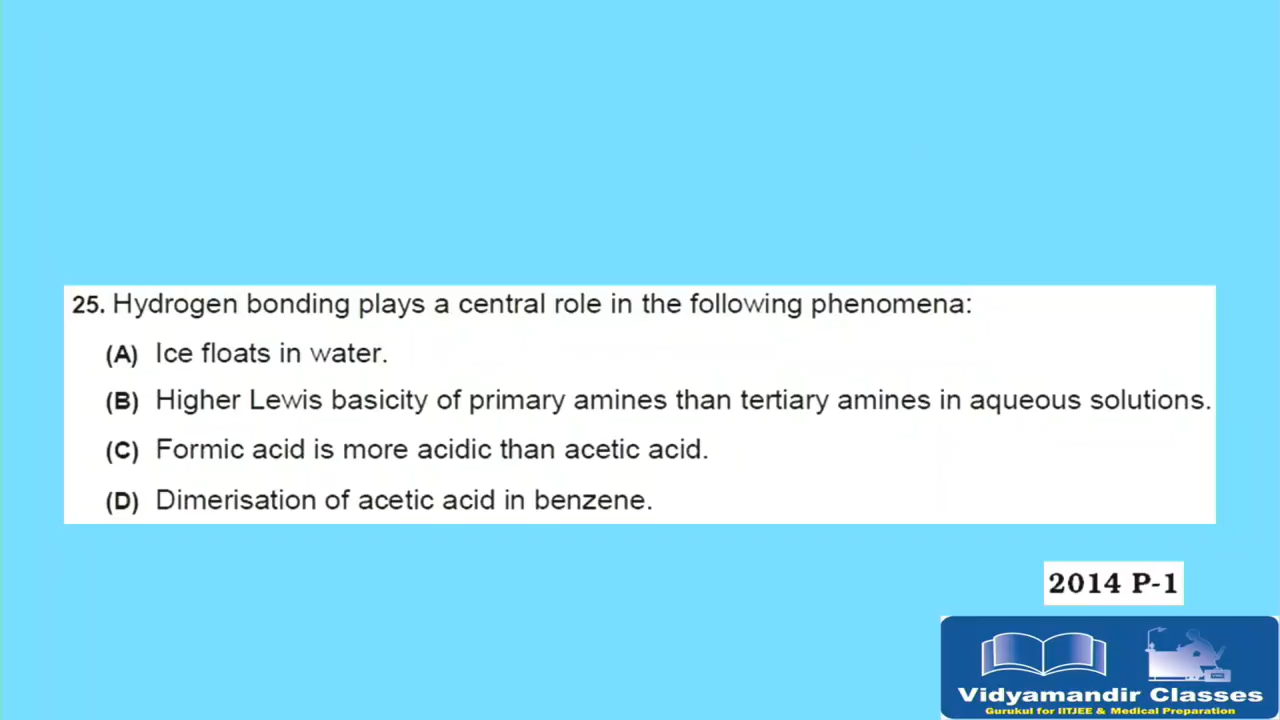 25. Hydrogen bonding plays a central role in the following phenomena:
(A) Ice floats in water.
(B) Higher Lewis basicity of primary amines than tertiary amines in aqueous solutions.
(C) Formic acid is more acidic than acetic acid.
(D) Dimerisation of acetic acid in benzene.
2014 P-1
Vidyamandir Classes
Gurukul for IITJEE & Medical Preparation